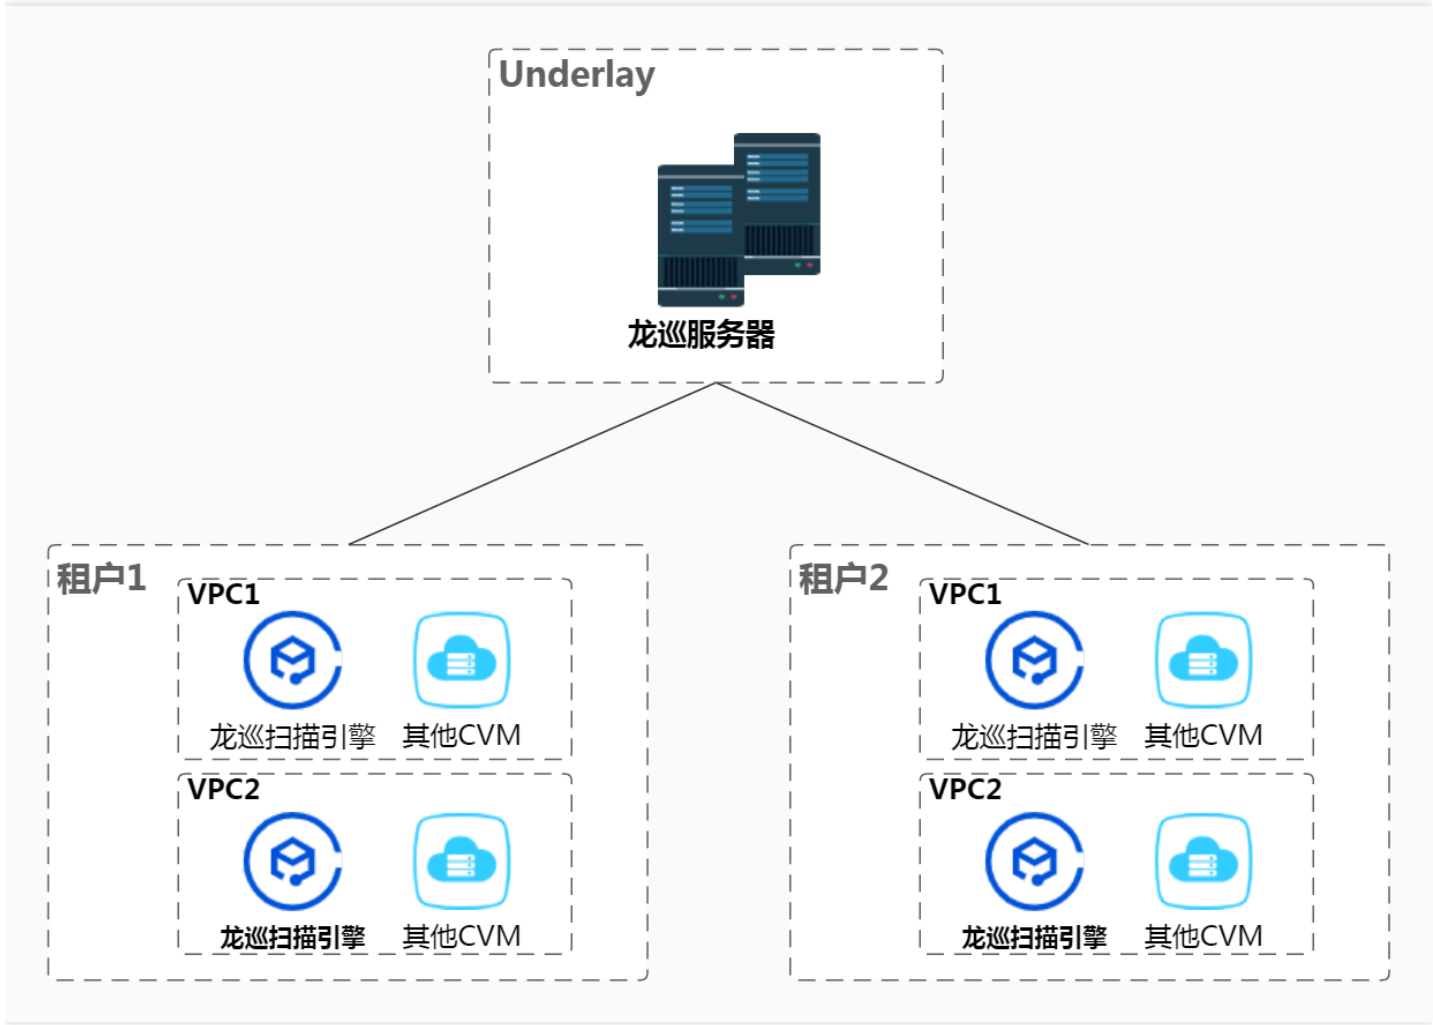 Underlay
龙巡服务器
租户1
VPC1
龙巡扫描引擎 其他CVM
VPC2
龙巡扫描引擎 其他CVM
租户2
VPC1
龙巡扫描引擎 其他CVM
VPC2
龙巡扫描引擎 其他CVM